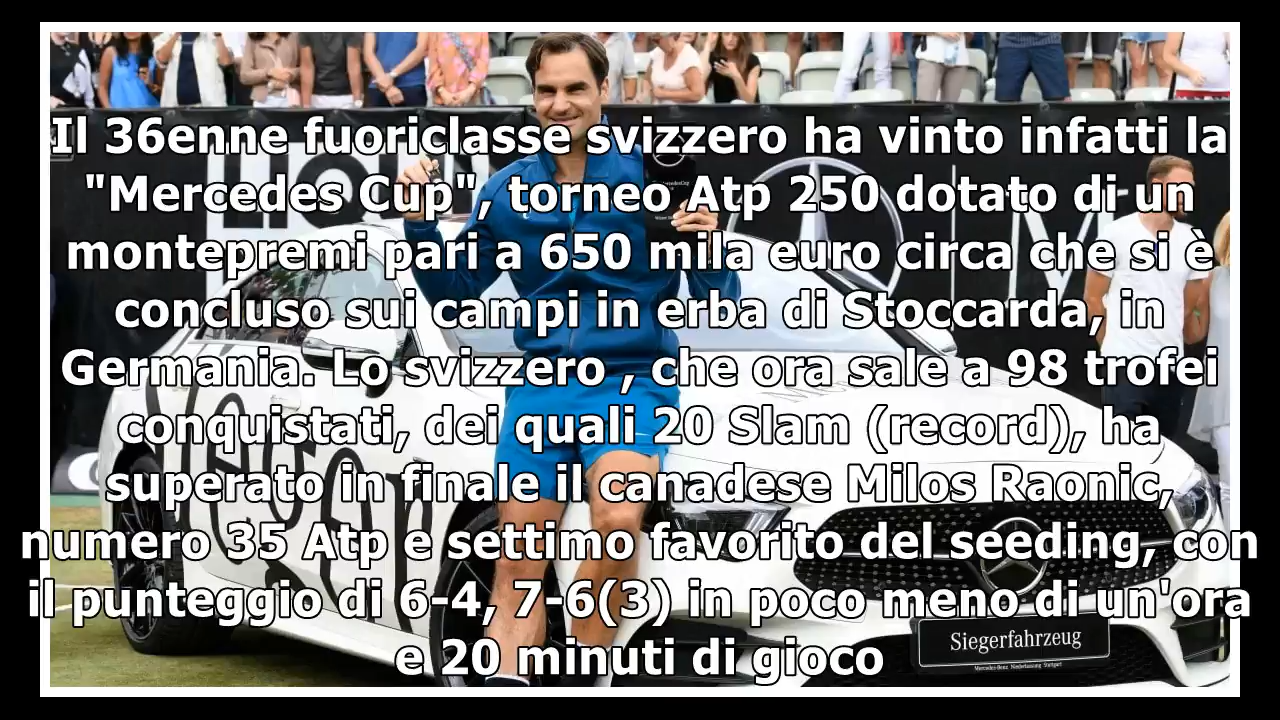 Il 36enne fuoriclasse svizzero ha vinto infatti la
"Mercedes Cup", torneo Atp 250 dotato di un
montepremi pari a 650 mila euro circa che si è
concluso sui campi in erba di Stoccarda, in
Germania. Lo svizzero , che ora sale a 98 trofei
conquistati, dei quali 20 Slam (record), ha
superato in finale il canadese Milos Raonic,
numero 35 Atp e settimo favorito del seeding, con
il punteggio di 6-4, 7-6(3) in poco meno di un'ora
e 20 minuti di gioco
Siegerfahrzeug
Mercedes-Benz Niederlassung Stuttgart